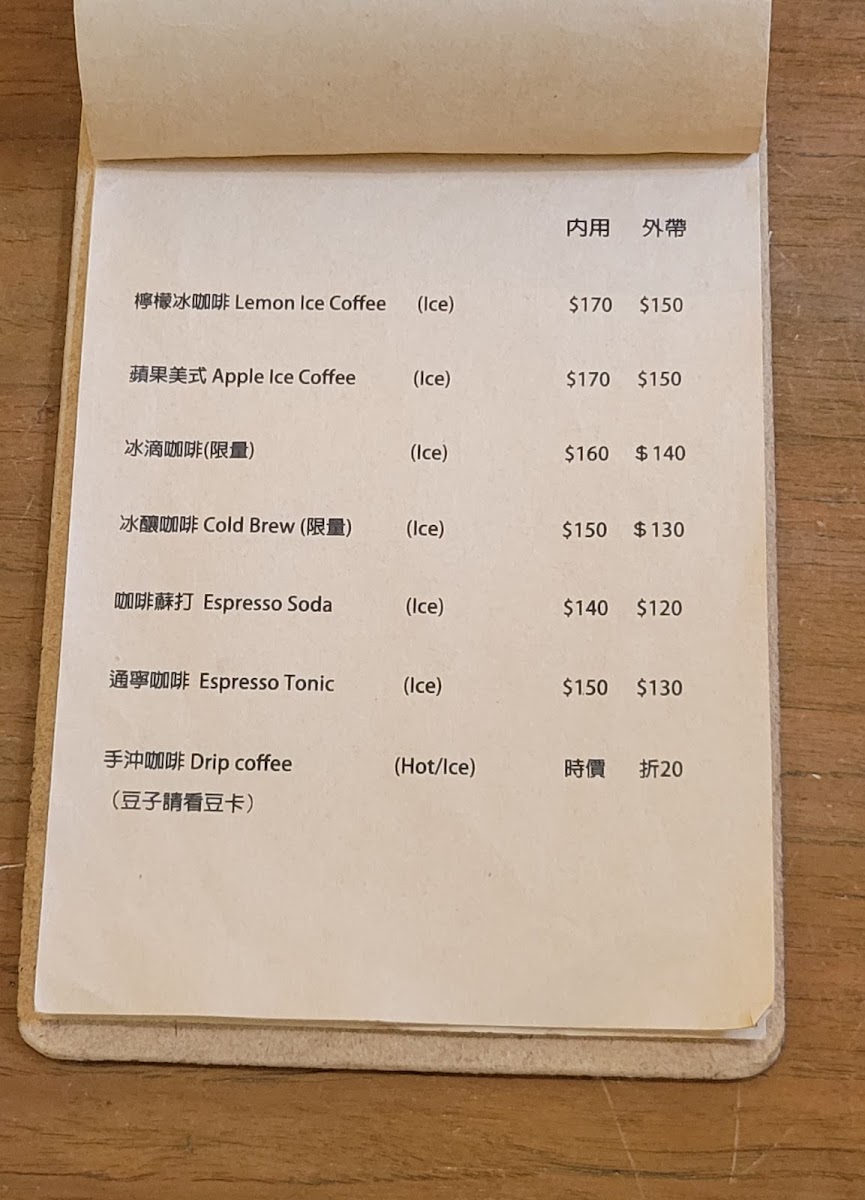 内用 外帶
檸檬冰咖啡 Lemon Ice Coffee (Ice) $170 $150
蘋果美式 Apple Ice Coffee (Ice) $170 $150
冰滴咖啡(限量) (Ice) $160 $140
冰釀咖啡 Cold Brew (限量) (Ice) $150 $130
咖啡蘇打 Espresso Soda (Ice) $140 $120
通寧咖啡 Espresso Tonic (Ice) $150 $130
手沖咖啡 Drip coffee (Hot/Ice) 時價 折20
（豆子請看豆卡）